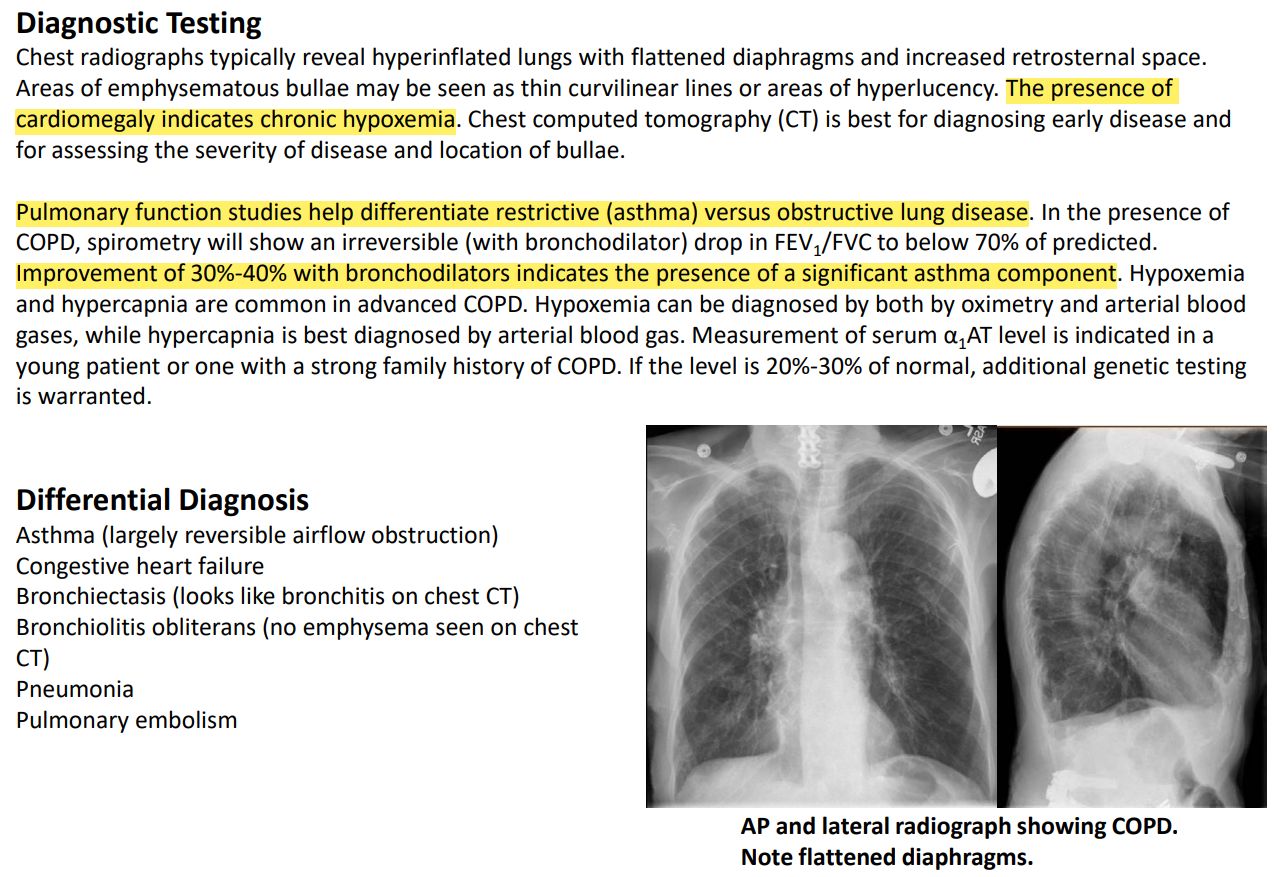 Diagnostic Testing
Chest radiographs typically reveal hyperinflated lungs with flattened diaphragms and increased retrosternal space.
Areas of emphysematous bullae may be seen as thin curvilinear lines or areas of hyperlucency. The presence of
cardiomegaly indicates chronic hypoxemia. Chest computed tomography (CT) is best for diagnosing early disease and
for assessing the severity of disease and location of bullae.
Pulmonary function studies help differentiate restrictive (asthma) versus obstructive lung disease. In the presence of
COPD, spirometry will show an irreversible (with bronchodilator) drop in FEV₁/FVC to below 70% of predicted.
Improvement of 30%-40% with bronchodilators indicates the presence of a significant asthma component. Hypoxemia
and hypercapnia are common in advanced COPD. Hypoxemia can be diagnosed by both by oximetry and arterial blood
gases, while hypercapnia is best diagnosed by arterial blood gas. Measurement of serum α₁AT level is indicated in a
young patient or one with a strong family history of COPD. If the level is 20%-30% of normal, additional genetic testing
is warranted.
Differential Diagnosis
Asthma (largely reversible airflow obstruction)
Congestive heart failure
Bronchiectasis (looks like bronchitis on chest CT)
Bronchiolitis obliterans (no emphysema seen on chest
CT)
Pneumonia
Pulmonary embolism
AP and lateral radiograph showing COPD.
Note flattened diaphragms.